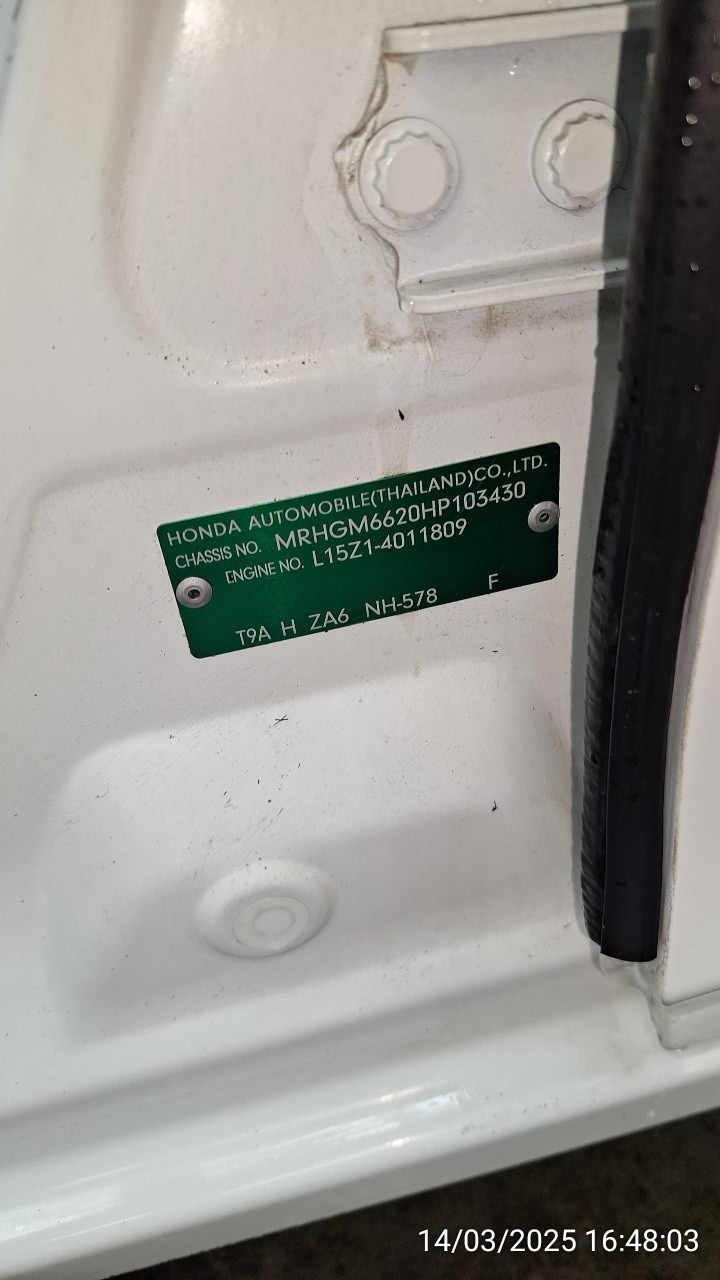 HONDA AUTOMOBILE(THAILAND)CO.,LTD.
CHASSIS NO. MRHGM6620HP103430
ENGINE NO. L15Z1-4011809
T9A H ZA6 NH-578 F
14/03/2025 16:48:03